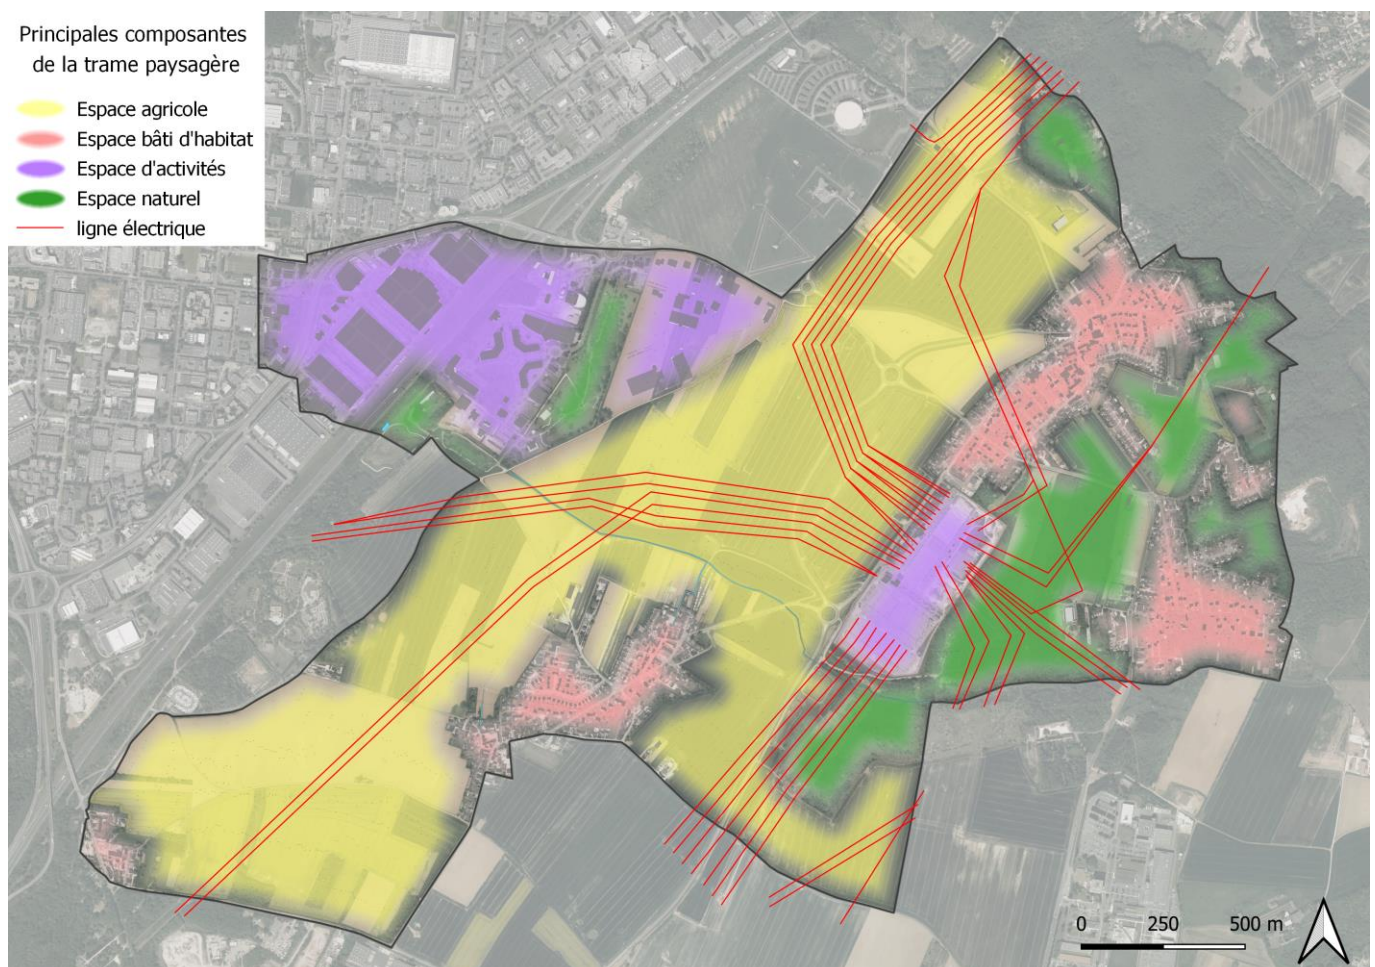 Principales composantes
de la trame paysagère
Espace agricole
Espace bâti d'habitat
Espace d'activités
Espace naturel
ligne électrique
0 250 500 m